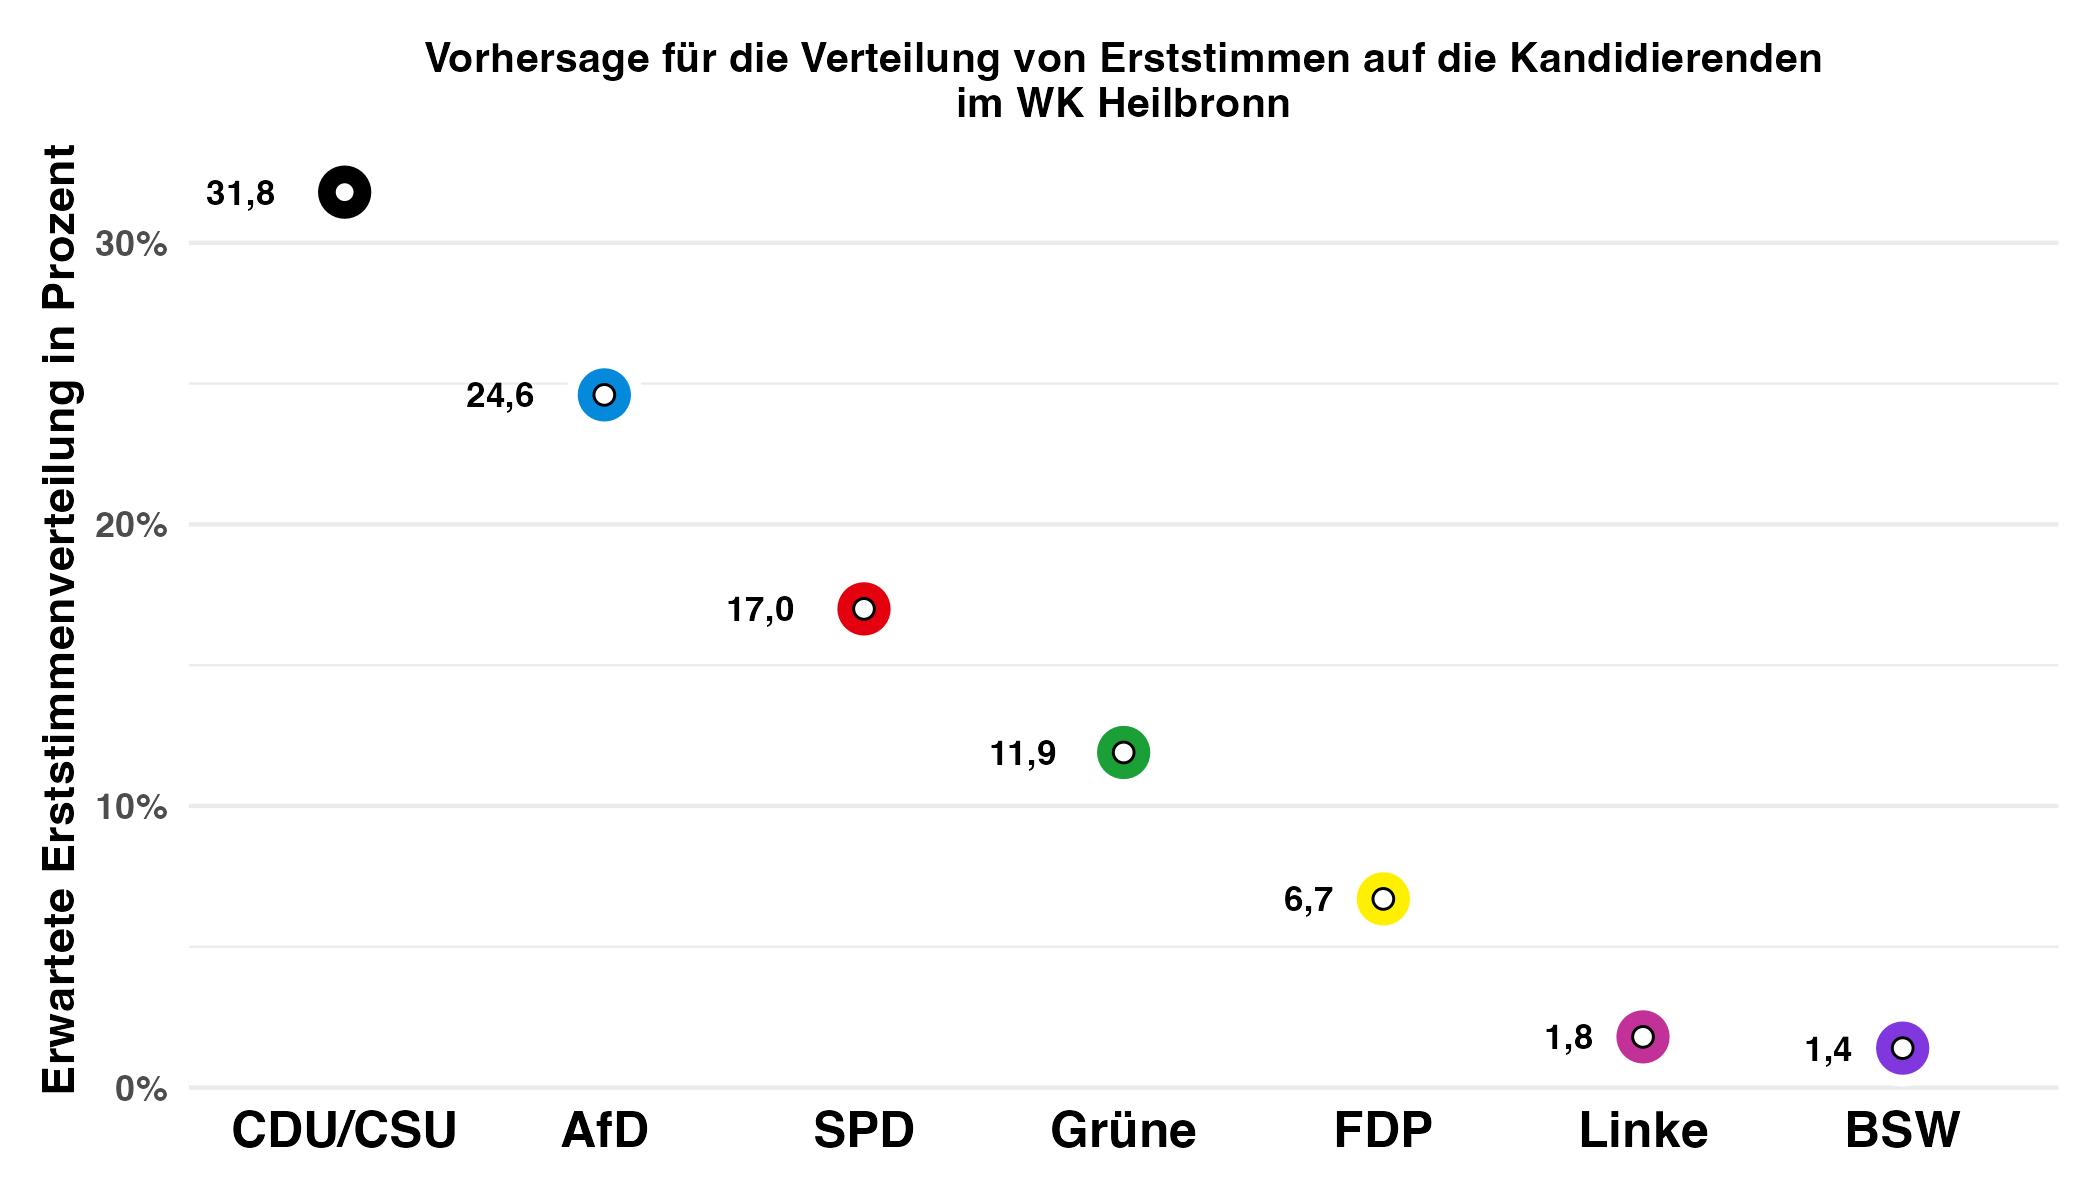 Vorhersage für die Verteilung von Erststimmen auf die Kandidierenden
im WK Heilbronn
Erwartete Erststimmenverteilung in Prozent
31,8
30%
24,6
20%
17,0
11,9
10%
6,7
1,8
1,4
0%
CDU/CSU
AfD
SPD
Grüne
FDP
Linke
BSW